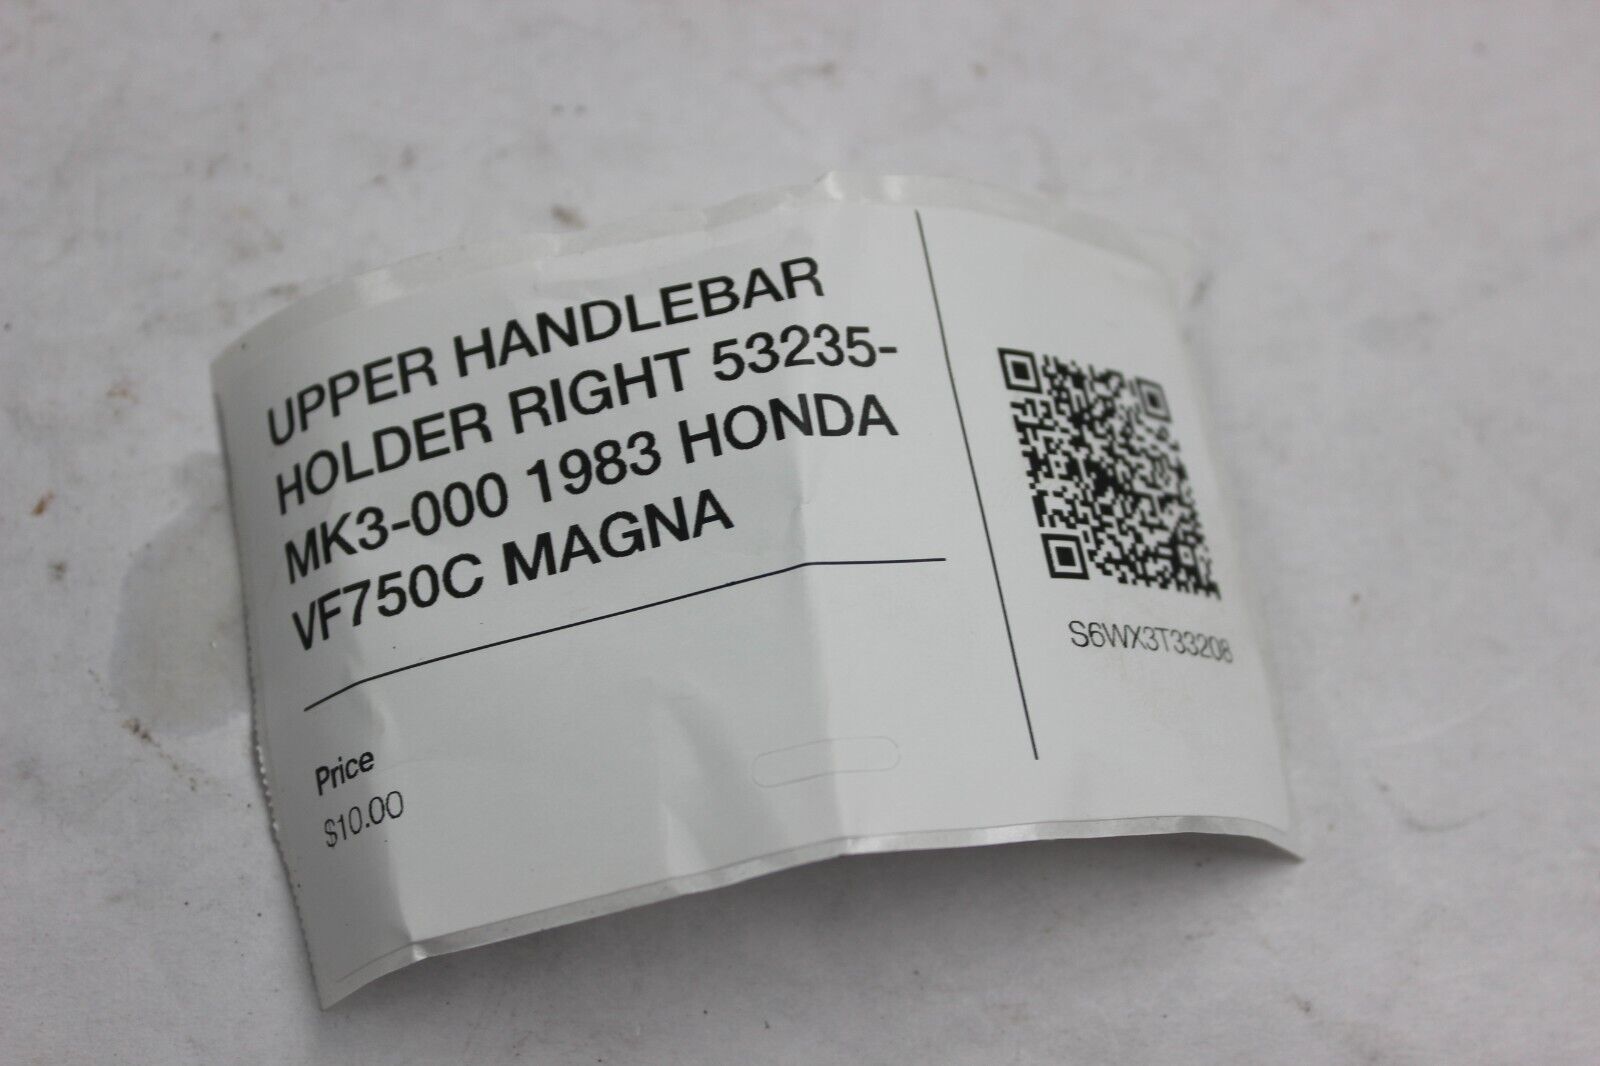 UPPER HANDLEBAR
HOLDER RIGHT 53235-
MK3-000 1983 HONDA
VF750C MAGNA
Price
$10.00
S6WX3T33208